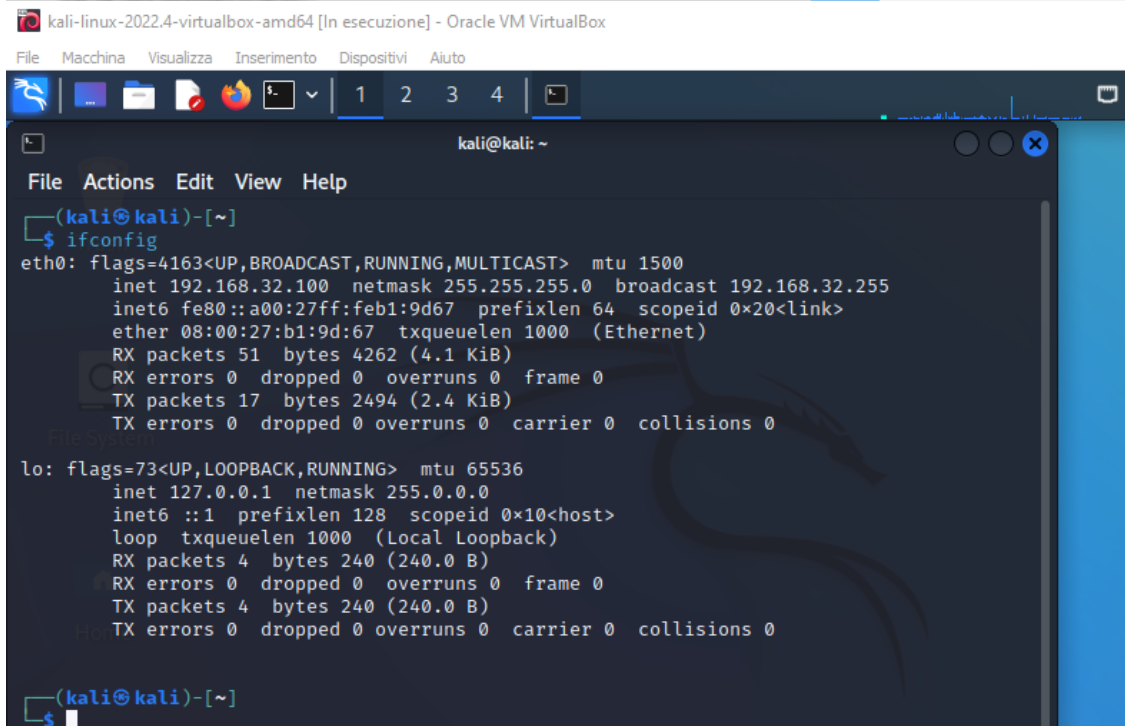 kali-linux-2022.4-virtualbox-amd64 [In esecuzione] - Oracle VM VirtualBox
File Macchina Visualizza Inserimento Dispositivi Aiuto
1 2 3 4
kali@kali: ~
File Actions Edit View Help
┌──(kali㉿kali)-[~]
└─$ ifconfig
eth0: flags=4163<UP,BROADCAST,RUNNING,MULTICAST>  mtu 1500
        inet 192.168.32.100  netmask 255.255.255.0  broadcast 192.168.32.255
        inet6 fe80::a00:27ff:feb1:9d67  prefixlen 64  scopeid 0×20<link>
        ether 08:00:27:b1:9d:67  txqueuelen 1000  (Ethernet)
        RX packets 51  bytes 4262 (4.1 KiB)
        RX errors 0  dropped 0  overruns 0  frame 0
        TX packets 17  bytes 2494 (2.4 KiB)
        TX errors 0  dropped 0 overruns 0  carrier 0  collisions 0
File System
lo: flags=73<UP,LOOPBACK,RUNNING>  mtu 65536
        inet 127.0.0.1  netmask 255.0.0.0
        inet6 ::1  prefixlen 128  scopeid 0×10<host>
        loop  txqueuelen 1000  (Local Loopback)
        RX packets 4  bytes 240 (240.0 B)
        RX errors 0  dropped 0  overruns 0  frame 0
        TX packets 4  bytes 240 (240.0 B)
        TX errors 0  dropped 0 overruns 0  carrier 0  collisions 0
┌──(kali㉿kali)-[~]
└─$